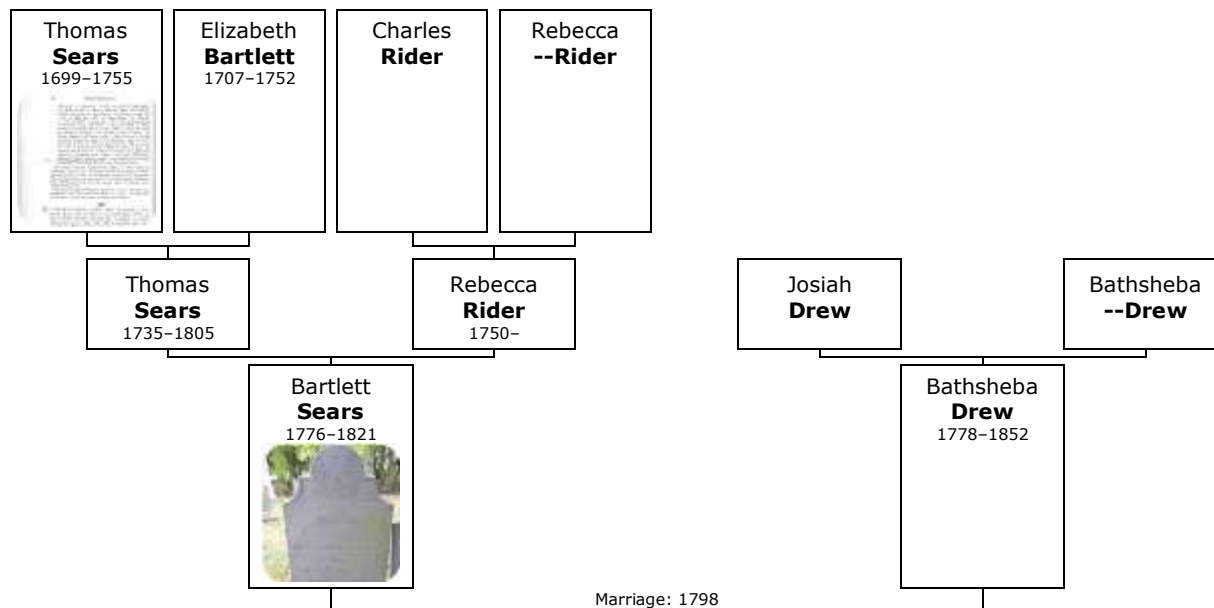 Thomas
Sears
1699–1755
Elizabeth
Bartlett
1707–1752
Charles
Rider
Rebecca
--Rider
Thomas
Sears
1735–1805
Rebecca
Rider
1750–
Josiah
Drew
Bathsheba
--Drew
Bartlett
Sears
1776–1821
Bathsheba
Drew
1778–1852
Marriage: 1798